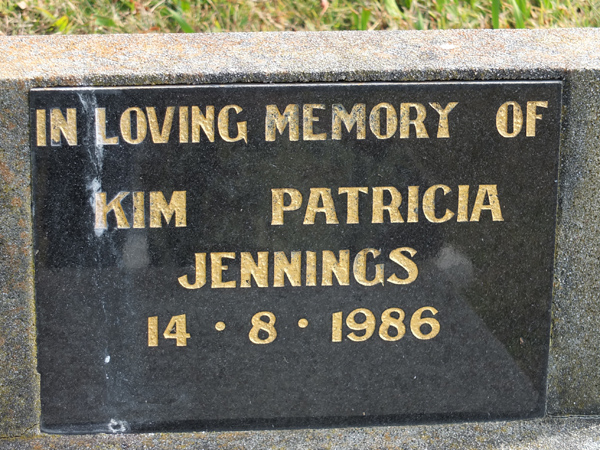 IN LOVING MEMORY OF
KIM PATRICIA
JENNINGS
14 · 8 · 1986